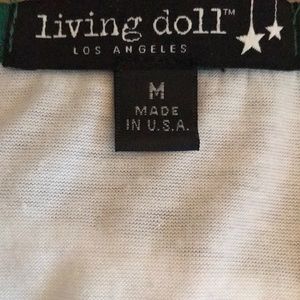 living doll™
LOS ANGELES
M
MADE
IN U.S.A.